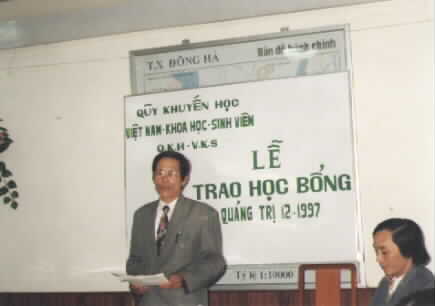 T.X. ĐÔNG HÀ
Bản đồ hành chính
QŨY KHUYẾN HỌC
VIỆT NAM-KHOA HỌC-SINH VIÊN
Q.K.H-V.K.S
LỄ
TRAO HỌC BỔNG
QUẢNG TRỊ 12-1997
Tỷ lệ 1:10000